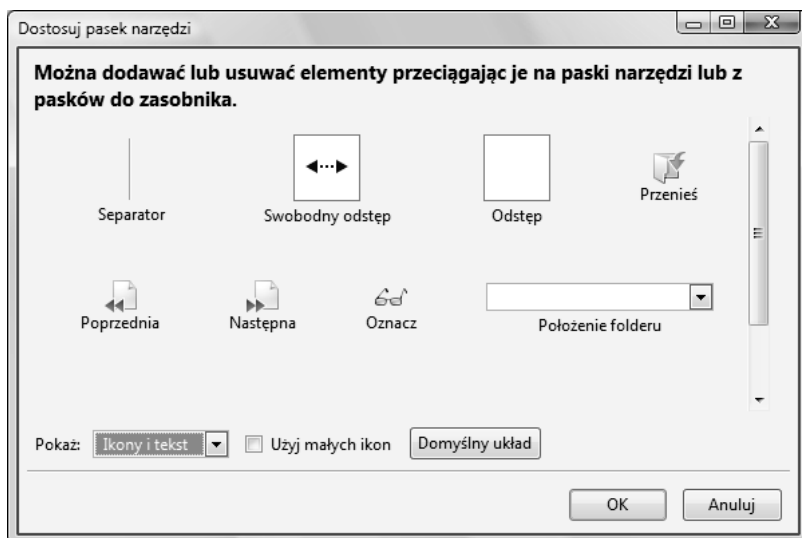 Dostosuj pasek narzędzi
Można dodawać lub usuwać elementy przeciągając je na paski narzędzi lub z
pasków do zasobnika.
Separator
Swobodny odstęp
Odstęp
Przenieś
Poprzednia
Następna
Oznacz
Położenie folderu
Pokaż: Ikony i tekst Użyj małych ikon Domyślny układ
OK Anuluj